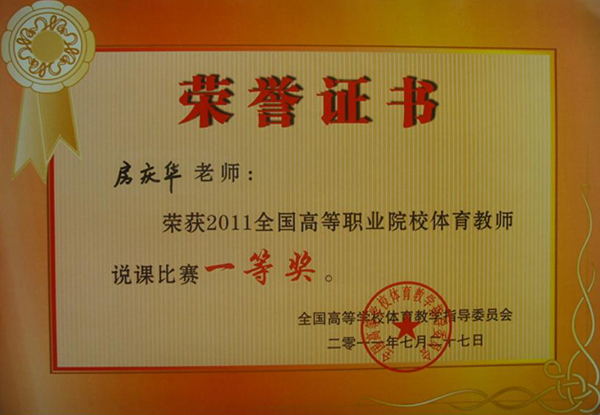 荣誉证书
房庆华 老师：
荣获2011全国高等职业院校体育教师
说课比赛一等奖。
全国高等学校体育教学指导委员会
二零一一年七月二十七日